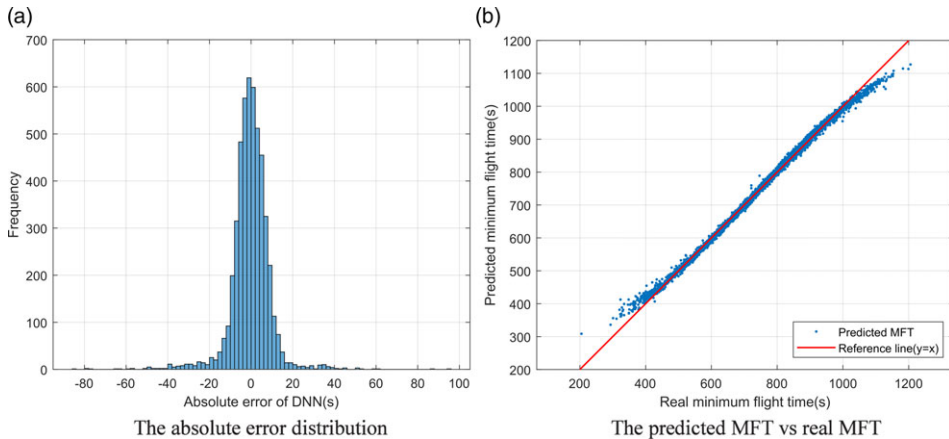 (a)
700
600
500
400
300
200
100
0
Frequency
-80 -60 -40 -20 0 20 40 60 80 100
Absolute error of DNN(s)
The absolute error distribution
(b)
1200
1100
1000
900
800
700
600
500
400
300
200
Predicted minimum flight time(s)
Predicted MFT
Reference line(y=x)
200 400 600 800 1000 1200
Real minimum flight time(s)
The predicted MFT vs real MFT